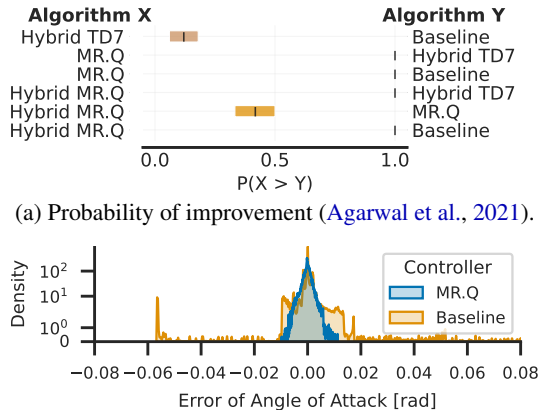 Algorithm X Algorithm Y
Hybrid TD7 Baseline
MR.Q Hybrid TD7
MR.Q Baseline
Hybrid MR.Q Hybrid TD7
Hybrid MR.Q MR.Q
Hybrid MR.Q Baseline
0.0 0.5 1.0
P(X > Y)
(a) Probability of improvement (Agarwal et al., 2021).
Density
10²
10¹
10⁰
0
Controller
MR.Q
Baseline
−0.08 −0.06 −0.04 −0.02 0.00 0.02 0.04 0.06 0.08
Error of Angle of Attack [rad]